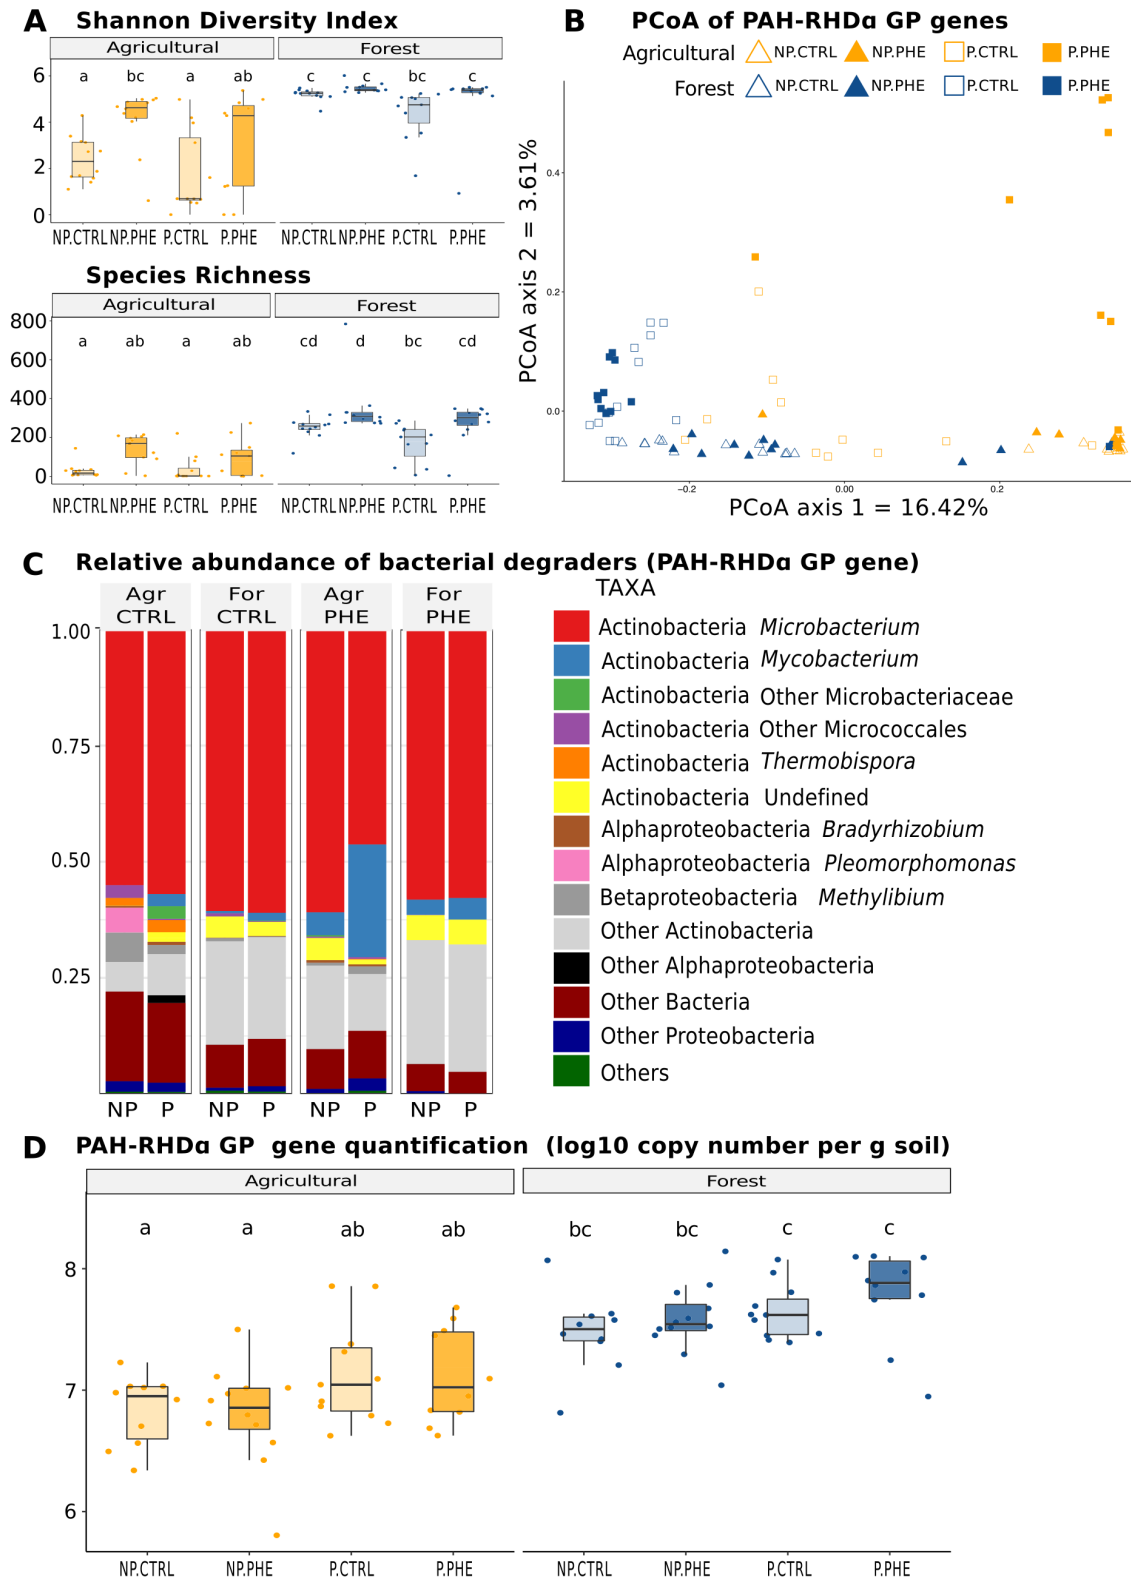 A Shannon Diversity Index
Agricultural Forest
6
4
2
0
a bc a ab c c bc c
NP.CTRL NP.PHE P.CTRL P.PHE NP.CTRL NP.PHE P.CTRL P.PHE
Species Richness
Agricultural Forest
800
600
400
200
0
a ab a ab cd d bc cd
NP.CTRL NP.PHE P.CTRL P.PHE NP.CTRL NP.PHE P.CTRL P.PHE
B PCoA of PAH-RHDα GP genes
Agricultural NP.CTRL NP.PHE P.CTRL P.PHE
Forest NP.CTRL NP.PHE P.CTRL P.PHE
PCoA axis 2 = 3.61%
0.4
0.2
0.0
−0.2 0.00 0.2
PCoA axis 1 = 16.42%
C Relative abundance of bacterial degraders (PAH-RHDα GP gene)
Agr CTRL
For CTRL
Agr PHE
For PHE
1.00
0.75
0.50
0.25
NP P NP P NP P NP P
TAXA
Actinobacteria Microbacterium
Actinobacteria Mycobacterium
Actinobacteria Other Microbacteriaceae
Actinobacteria Other Micrococcales
Actinobacteria Thermobispora
Actinobacteria Undefined
Alphaproteobacteria Bradyrhizobium
Alphaproteobacteria Pleomorphomonas
Betaproteobacteria Methylibium
Other Actinobacteria
Other Alphaproteobacteria
Other Bacteria
Other Proteobacteria
Others
D PAH-RHDα GP gene quantification (log10 copy number per g soil)
Agricultural Forest
8
7
6
a a ab ab bc bc c c
NP.CTRL NP.PHE P.CTRL P.PHE NP.CTRL NP.PHE P.CTRL P.PHE